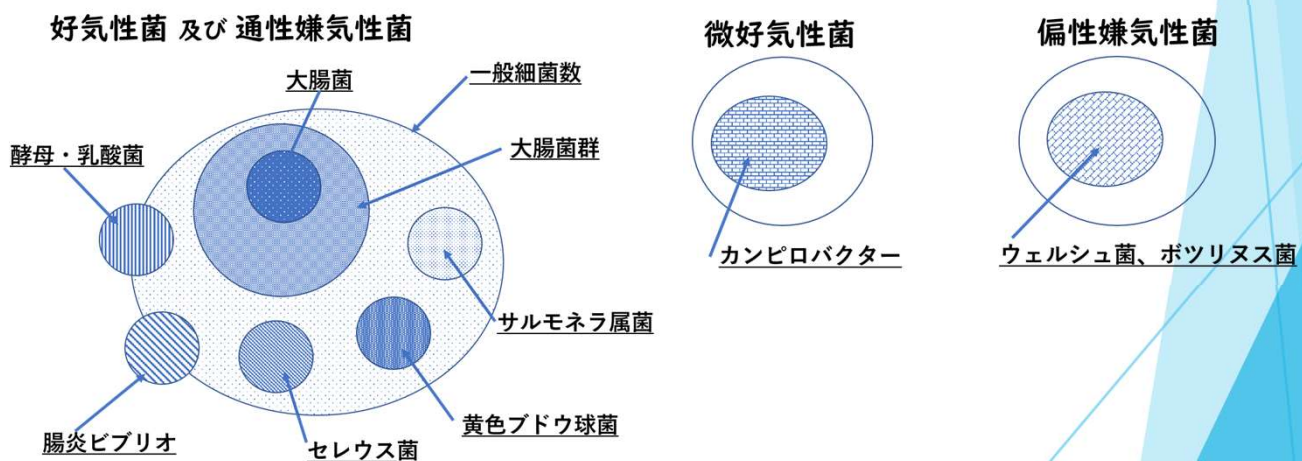 好気性菌 及び 通性嫌気性菌
微好気性菌
偏性嫌気性菌
大腸菌
一般細菌数
酵母・乳酸菌
大腸菌群
カンピロバクター
ウェルシュ菌、ボツリヌス菌
サルモネラ属菌
腸炎ビブリオ
セレウス菌
黄色ブドウ球菌